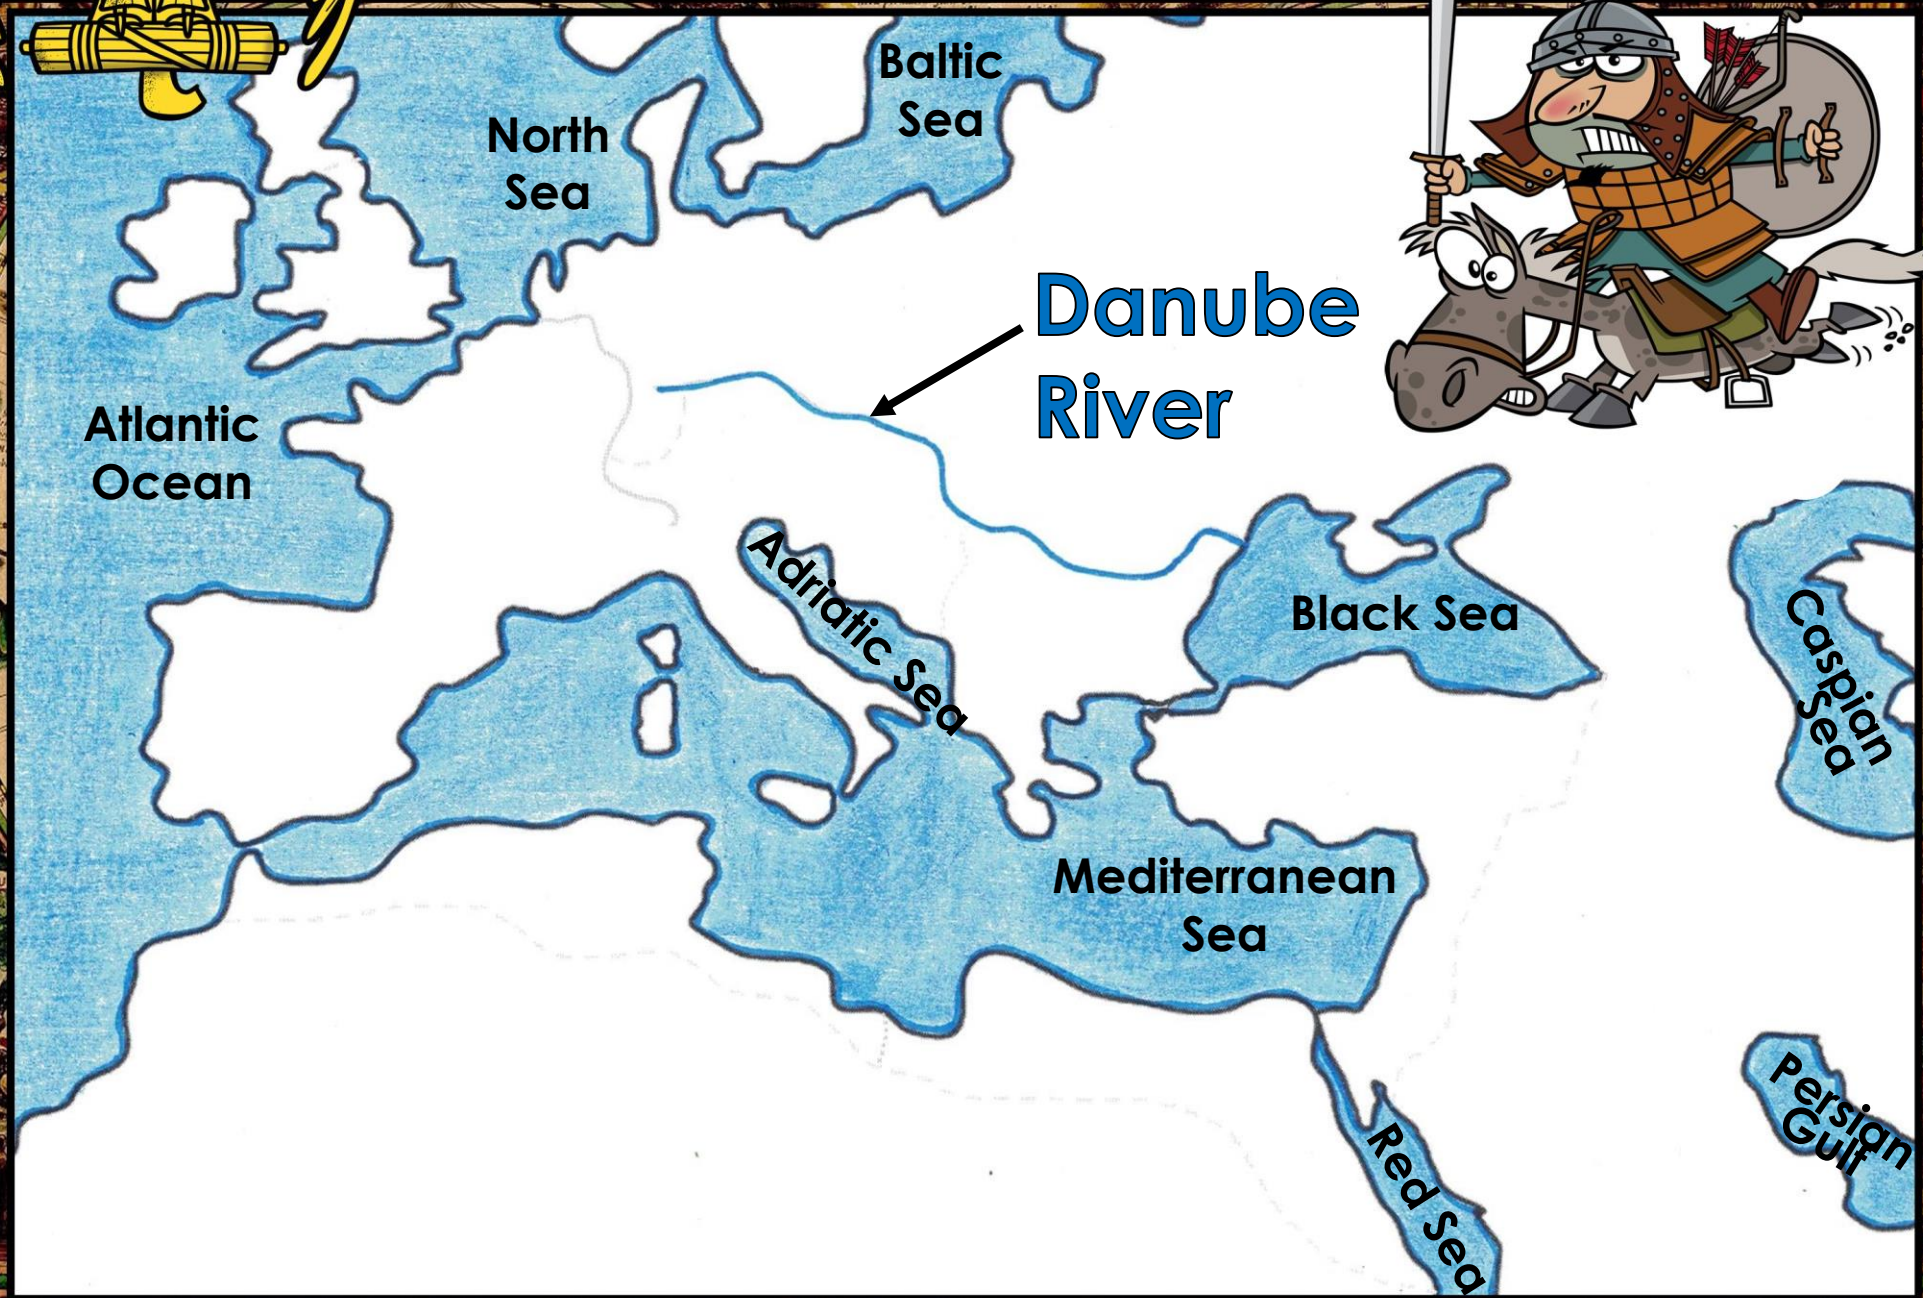 Baltic
Sea
North
Sea
Danube
River
Atlantic
Ocean
Adriatic Sea
Black Sea
Caspian
Sea
Mediterranean
Sea
Persian
Gulf
Red Sea